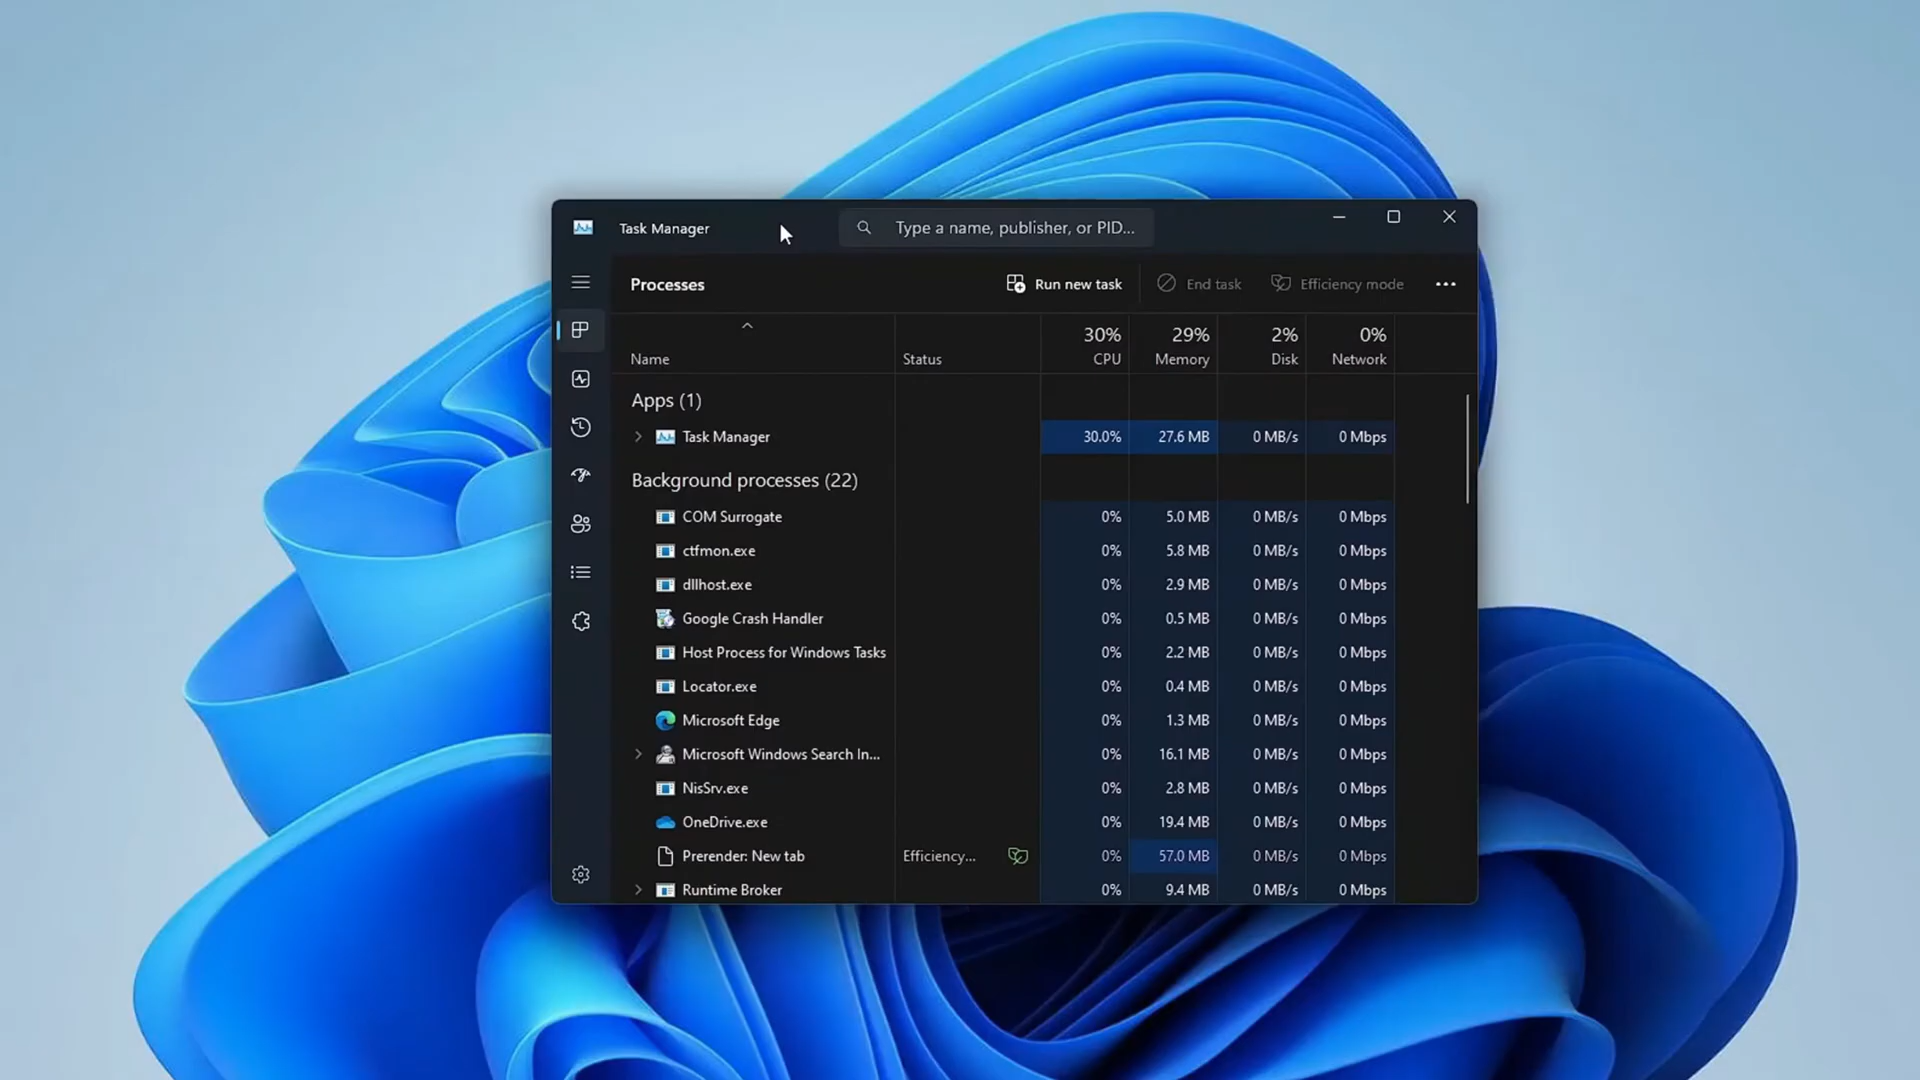 Task Manager
Type a name, publisher, or PID...
Processes
Run new task
End task
Efficiency mode
30% 29% 2% 0%
Name Status CPU Memory Disk Network
Apps (1)
Task Manager 30.0% 27.6 MB 0 MB/s 0 Mbps
Background processes (22)
COM Surrogate 0% 5.0 MB 0 MB/s 0 Mbps
ctfmon.exe 0% 5.8 MB 0 MB/s 0 Mbps
dllhost.exe 0% 2.9 MB 0 MB/s 0 Mbps
Google Crash Handler 0% 0.5 MB 0 MB/s 0 Mbps
Host Process for Windows Tasks 0% 2.2 MB 0 MB/s 0 Mbps
Locator.exe 0% 0.4 MB 0 MB/s 0 Mbps
Microsoft Edge 0% 1.3 MB 0 MB/s 0 Mbps
Microsoft Windows Search In... 0% 16.1 MB 0 MB/s 0 Mbps
NisSrv.exe 0% 2.8 MB 0 MB/s 0 Mbps
OneDrive.exe 0% 19.4 MB 0 MB/s 0 Mbps
Prerender: New tab Efficiency... 0% 57.0 MB 0 MB/s 0 Mbps
Runtime Broker 0% 9.4 MB 0 MB/s 0 Mbps